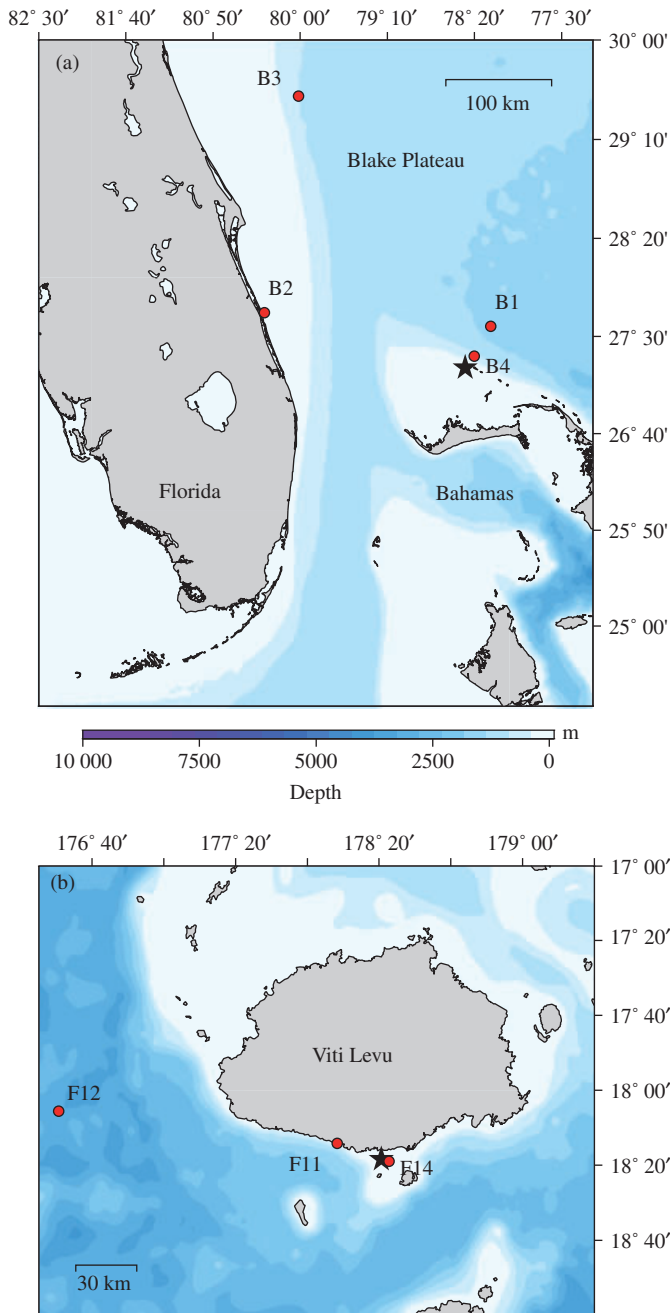 82° 30' 81° 40' 80° 50' 80° 00' 79° 10' 78° 20' 77° 30'
30° 00'
(a)
B3
100 km
29° 10'
Blake Plateau
28° 20'
B2
B1
27° 30'
B4
26° 40'
Florida
Bahamas
25° 50'
25° 00'
m
10 000 7500 5000 2500 0
Depth
176° 40' 177° 20' 178° 20' 179° 00'
(b)
17° 00'
17° 20'
17° 40'
Viti Levu
18° 00'
F12
F11
F14
18° 20'
18° 40'
30 km